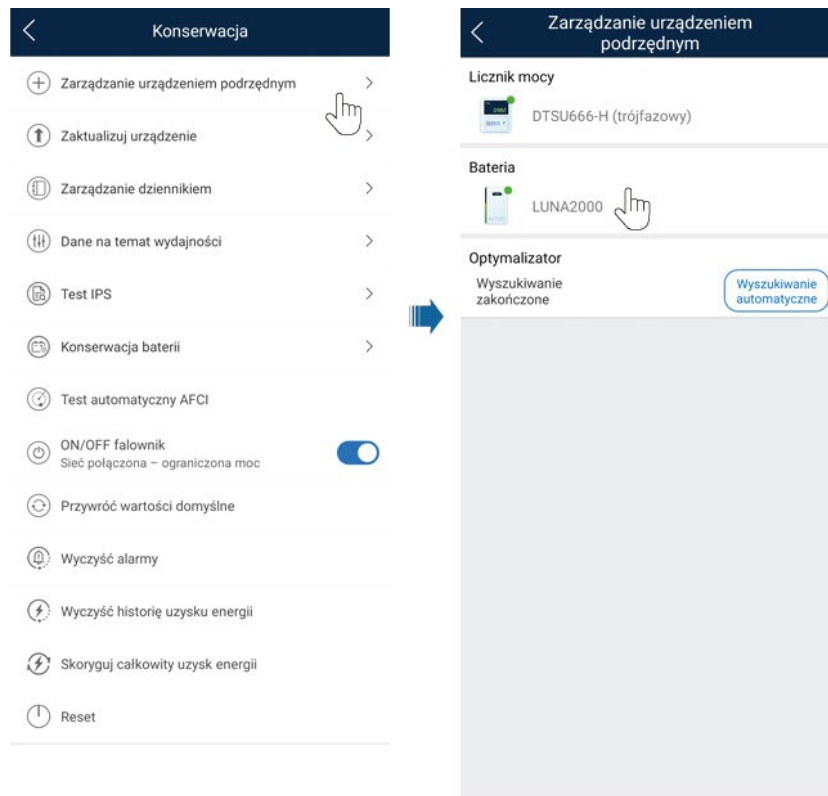 Konserwacja
Zarządzanie urządzeniem podrzędnym
Zaktualizuj urządzenie
Zarządzanie dziennikiem
Dane na temat wydajności
Test IPS
Konserwacja baterii
Test automatyczny AFCI
ON/OFF falownik
Sieć połączona – ograniczona moc
Przywróć wartości domyślne
Wyczyść alarmy
Wyczyść historię uzysku energii
Skoryguj całkowity uzysk energii
Reset
Zarządzanie urządzeniem
podrzędnym
Licznik mocy
DTSU666-H (trójfazowy)
Bateria
LUNA2000
Optymalizator
Wyszukiwanie
zakończone
Wyszukiwanie
automatyczne